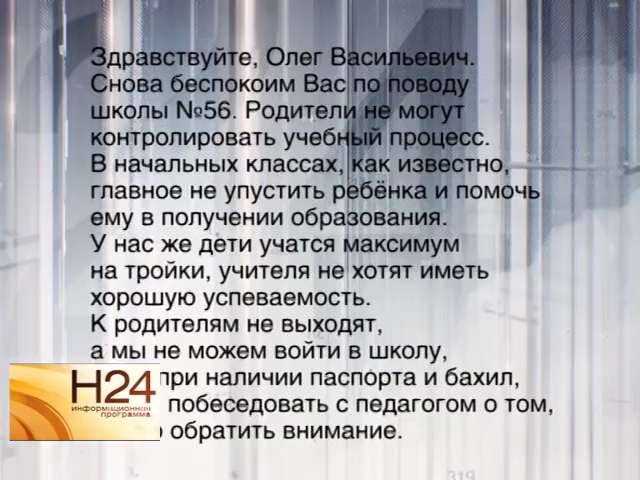 Здравствуйте, Олег Васильевич.
Снова беспокоим Вас по поводу
школы №56. Родители не могут
контролировать учебный процесс.
В начальных классах, как известно,
главное не упустить ребёнка и помочь
ему в получении образования.
У нас же дети учатся максимум
на тройки, учителя не хотят иметь
хорошую успеваемость.
К родителям не выходят,
а мы не можем войти в школу,
при наличии паспорта и бахил,
побеседовать с педагогом о том,
обратить внимание.
Н24
информационная
программа
319